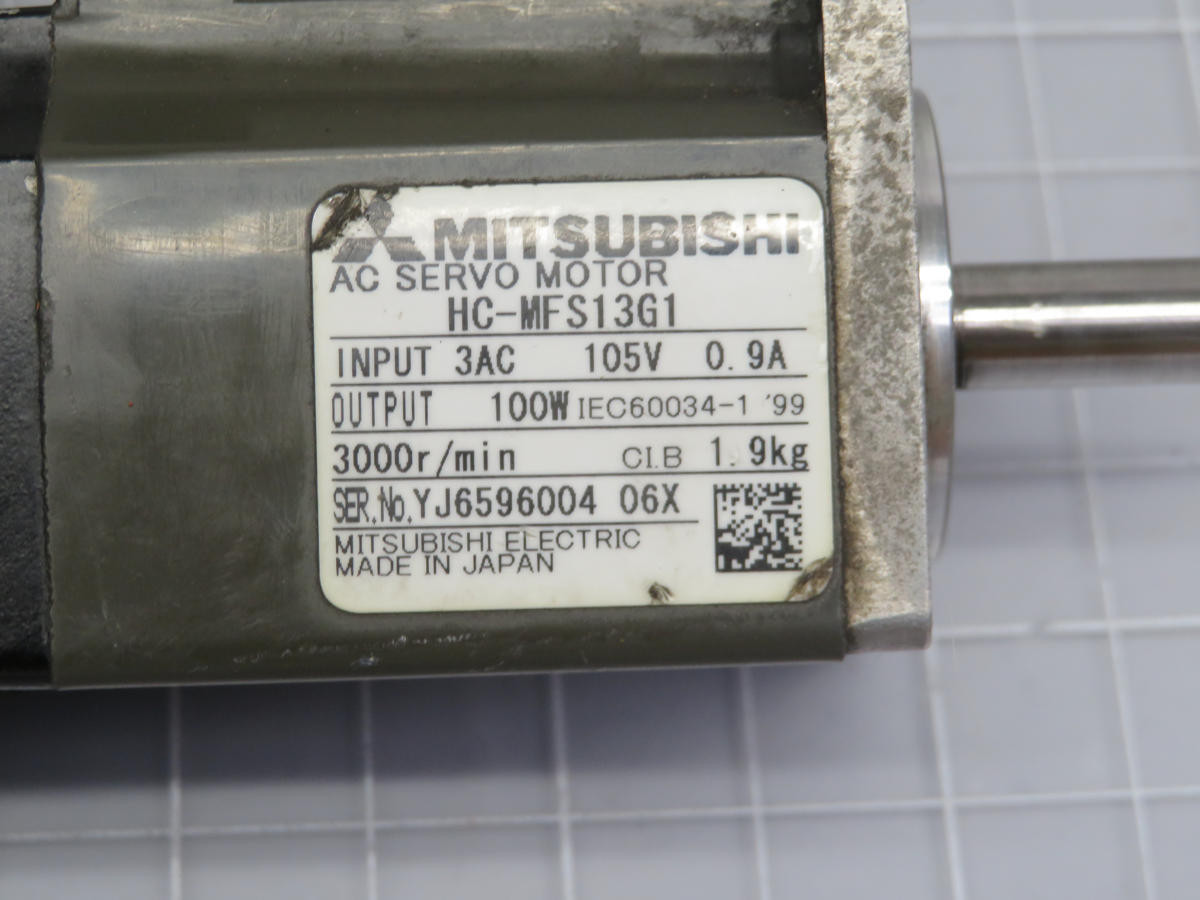 MITSUBISHI
AC SERVO MOTOR
HC-MFS13G1
INPUT 3AC 105V 0.9A
OUTPUT 100W IEC60034-1 '99
3000r/min CI.B 1.9kg
SER.No.YJ6596004 06X
MITSUBISHI ELECTRIC
MADE IN JAPAN